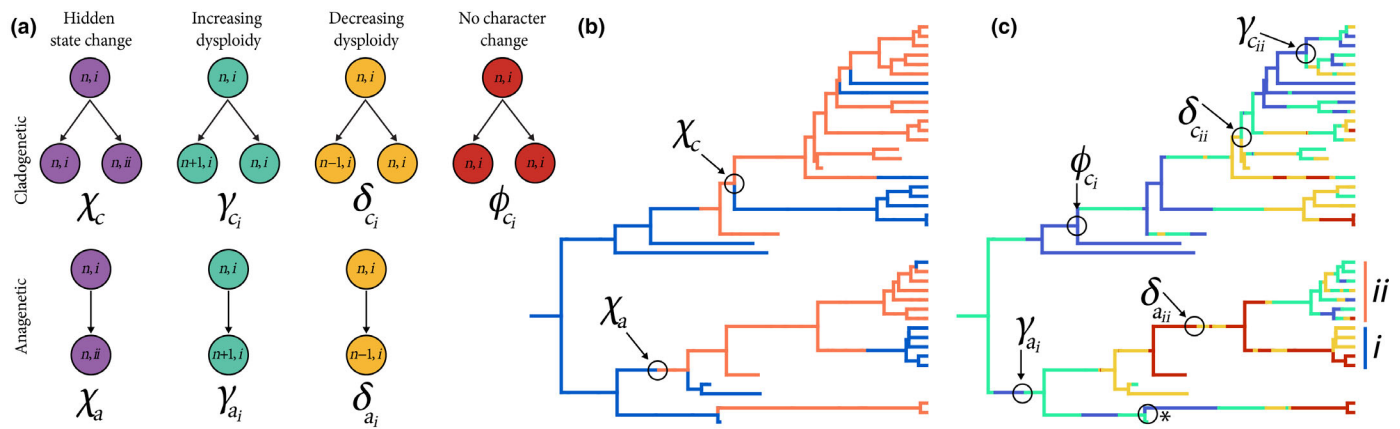 (a)
Hidden state change
Increasing dysploidy
Decreasing dysploidy
No character change
Cladogenetic
n, i
n, i
n, i
n, i
n, i
n, ii
n+1, i
n, i
n−1, i
n, i
n, i
n, i
χc
γci
δci
ϕci
Anagenetic
n, i
n, i
n, i
n, ii
n+1, i
n−1, i
χa
γai
δai
(b)
χc
χa
(c)
γcii
δcii
ϕci
δaii
γai
*
ii
i